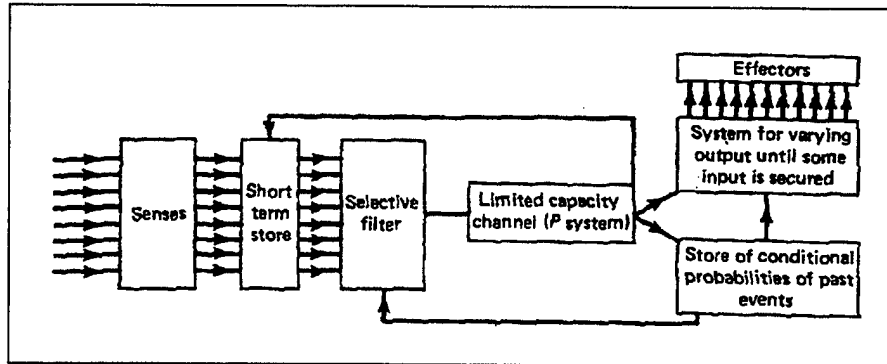 Senses
Short
term
store
Selective
filter
Limited capacity
channel (P system)
Effectors
System for varying
output until some
input is secured
Store of conditional
probabilities of past
events